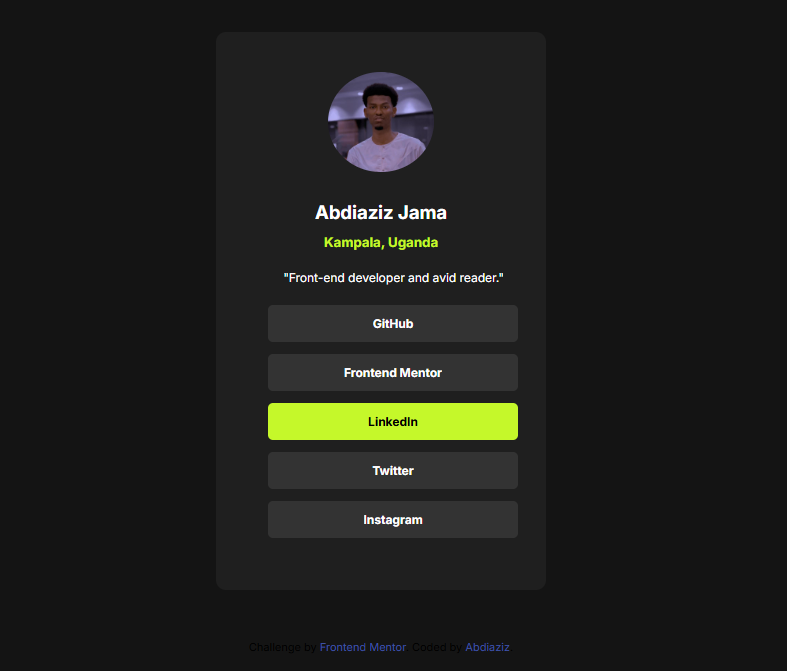 Abdiaziz Jama
Kampala, Uganda
"Front-end developer and avid reader."
GitHub
Frontend Mentor
LinkedIn
Twitter
Instagram
Challenge by Frontend Mentor. Coded by Abdiaziz